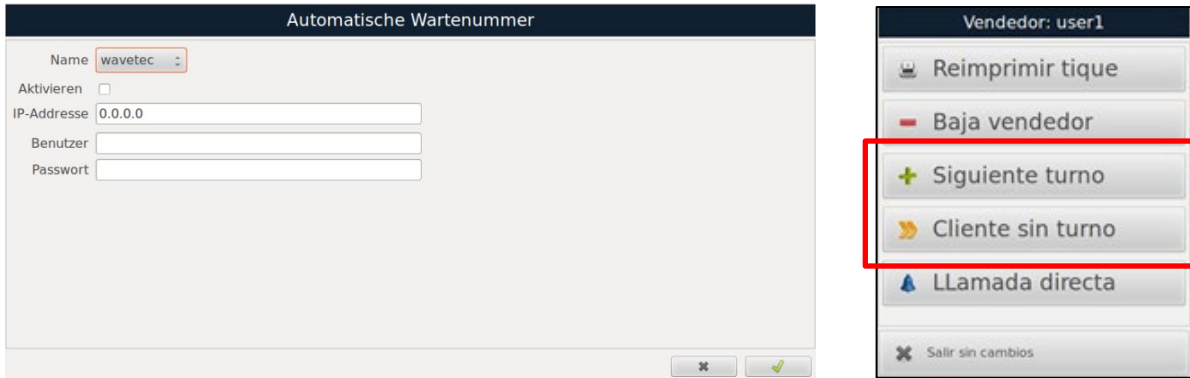 Automatische Wartenummer
Name wavetec
Aktivieren
IP-Addresse 0.0.0.0
Benutzer
Passwort
Vendedor: user1
Reimprimir tique
Baja vendedor
Siguiente turno
Cliente sin turno
LLamada directa
Salir sin cambios